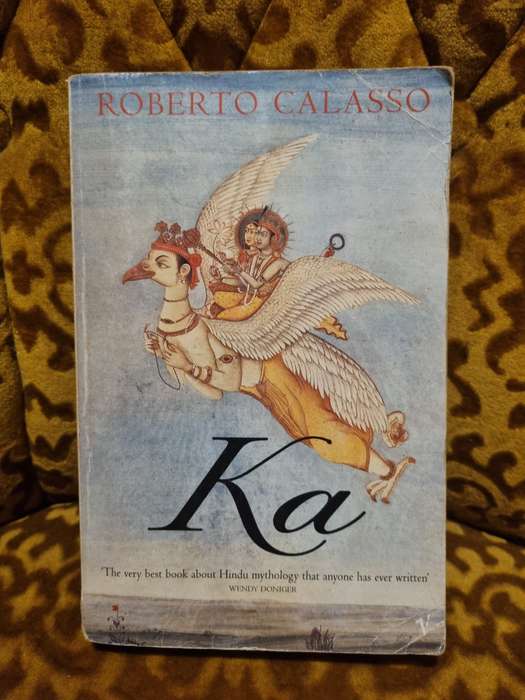 ROBERTO CALASSO
Ka
'The very best book about Hindu mythology that anyone has ever written'
WENDY DONIGER